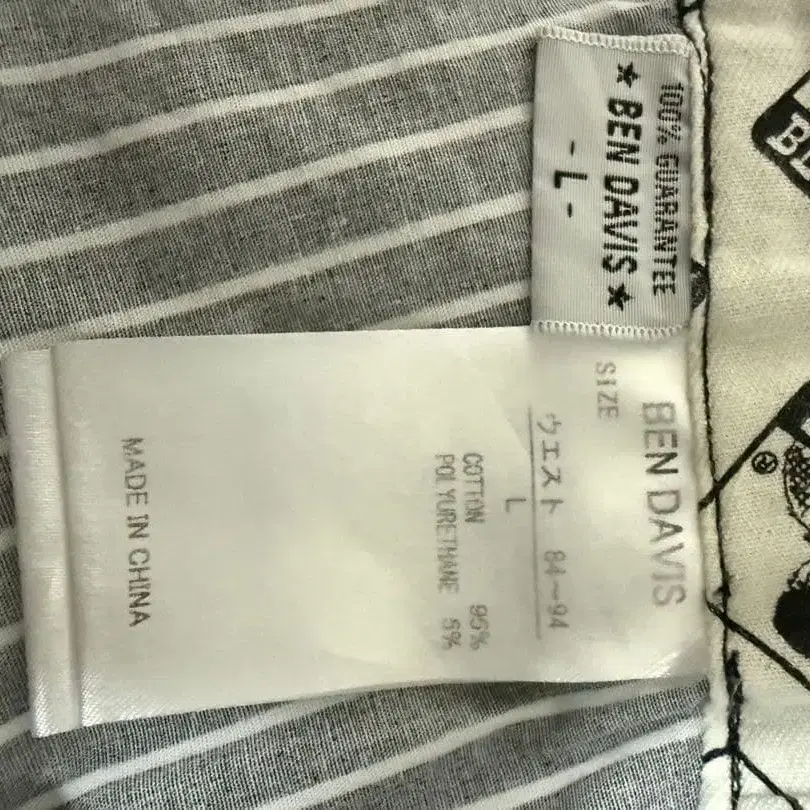 100% GUARANTEE
★ BEN DAVIS ★
- L -
BEN DAVIS
SIZE
ウエスト 84~94
L
COTTON 95%
POLYURETHANE 5%
MADE IN CHINA
®